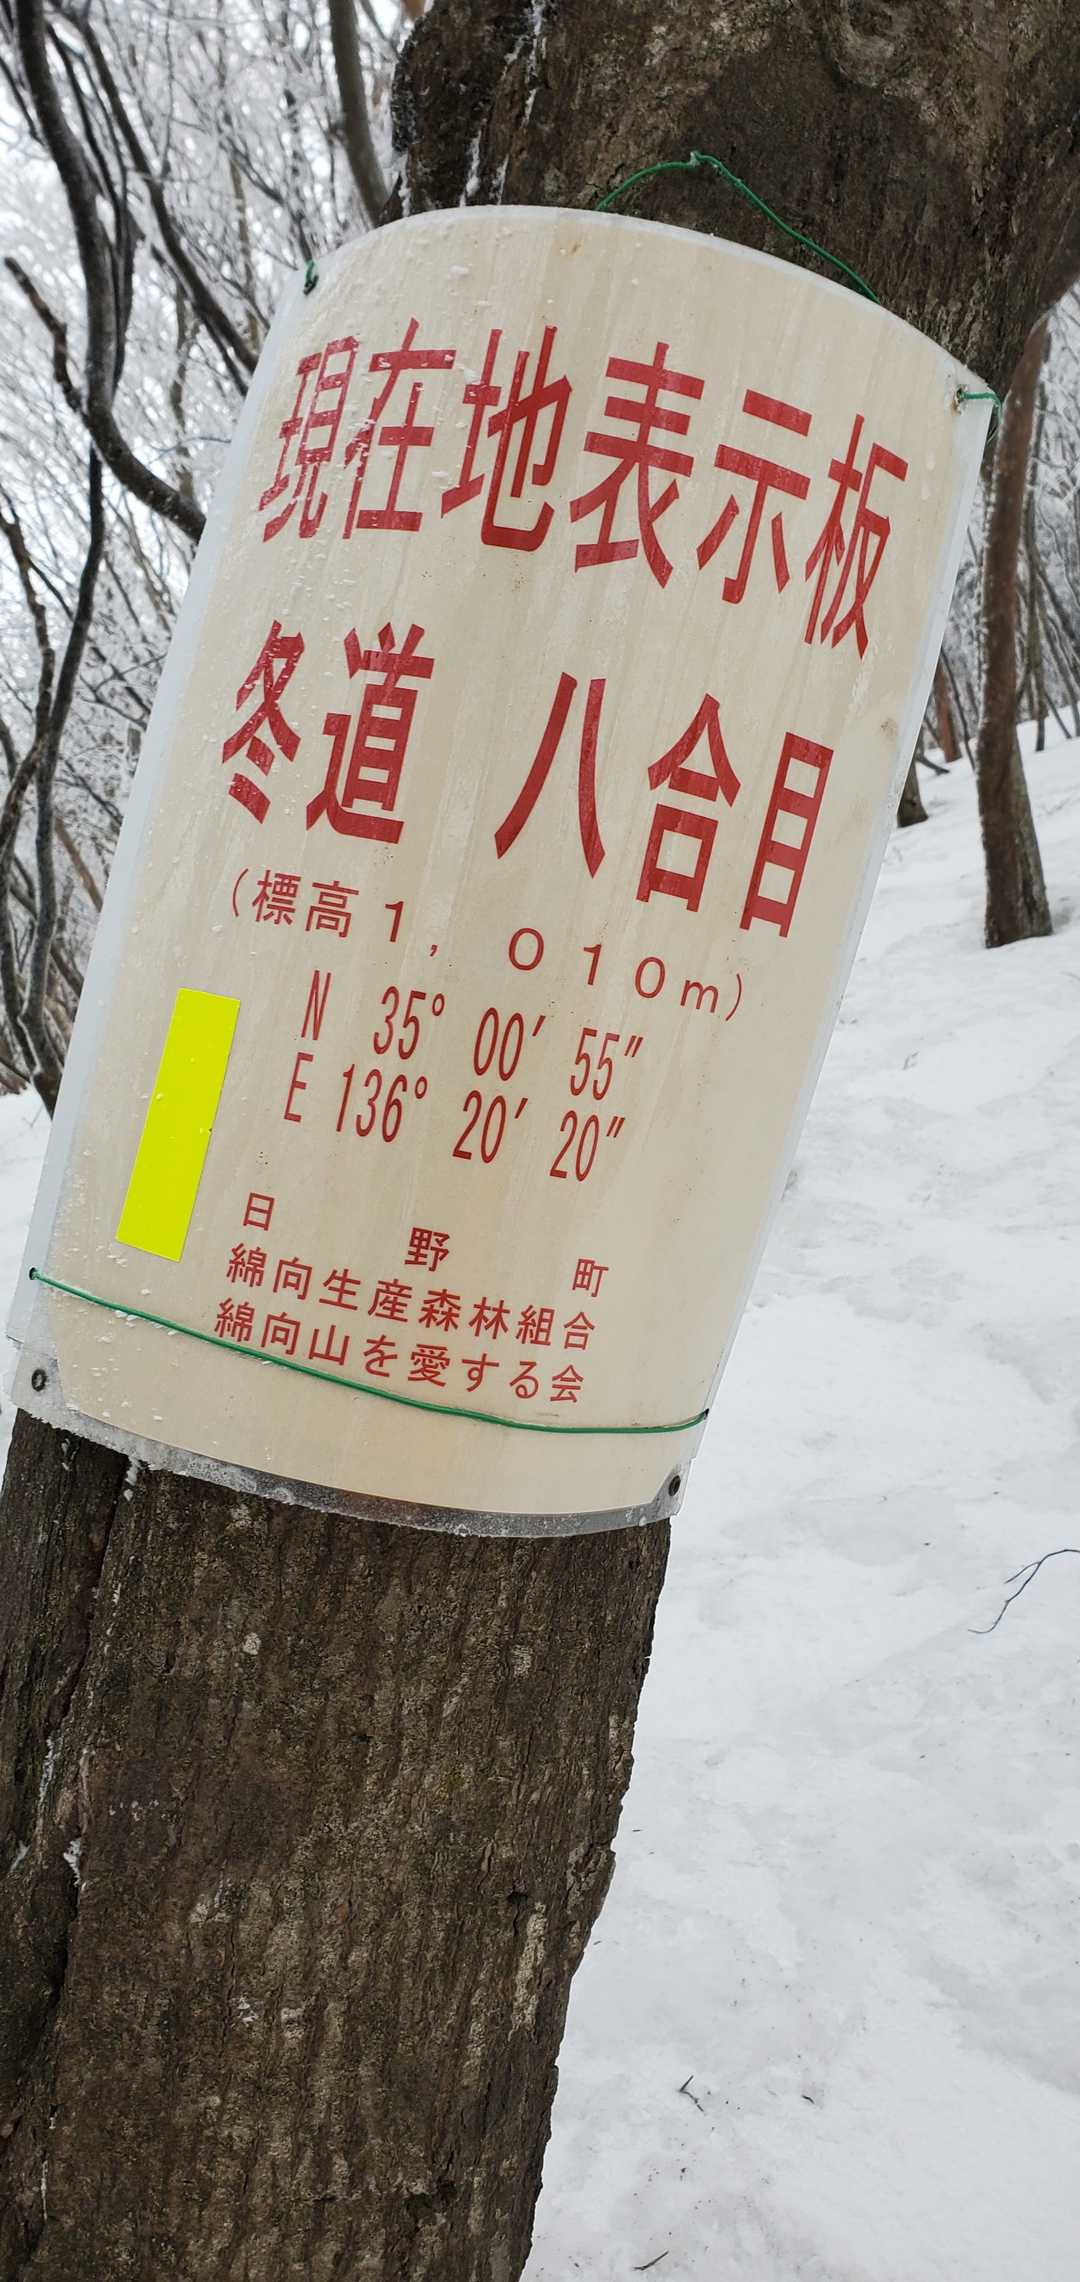 現在地表示板
冬道 八合目
(標高1,010m)
N 35° 00′ 55″
E 136° 20′ 20″
日野町
綿向生産森林組合
綿向山を愛する会